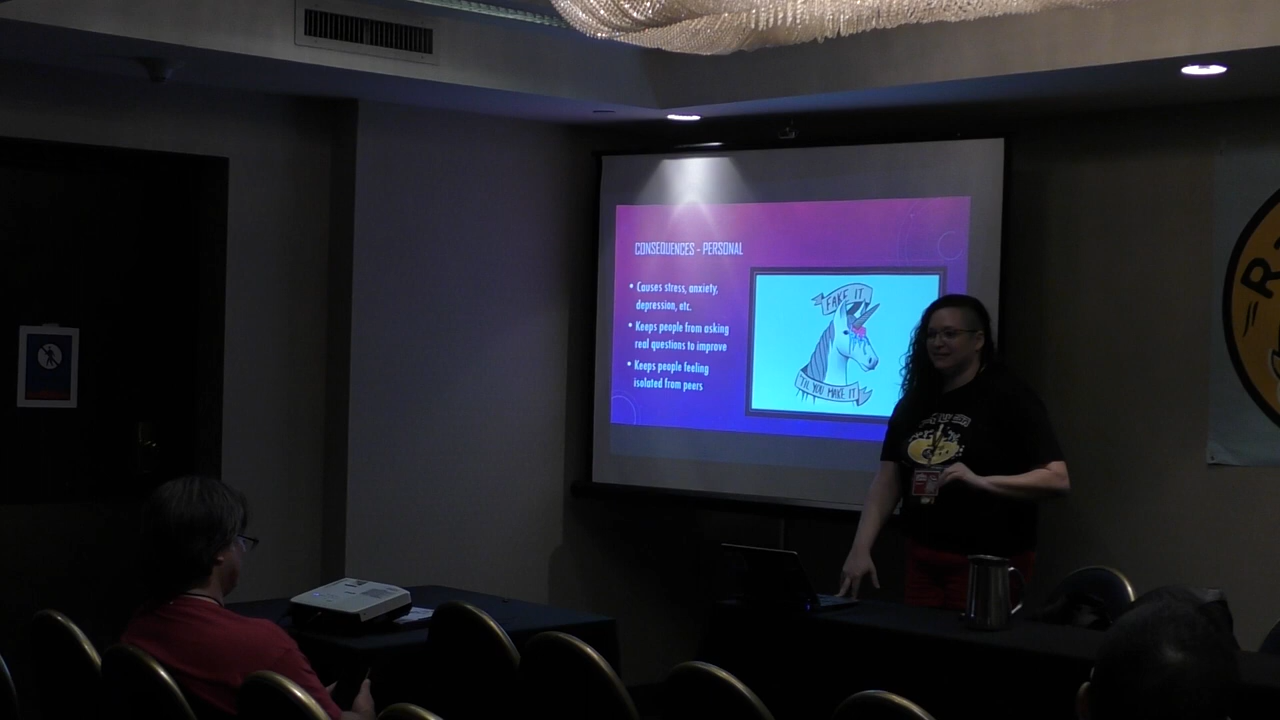 CONSEQUENCES - PERSONAL
• Causes stress, anxiety,
depression, etc.
• Keeps people from asking
real questions to improve
• Keeps people feeling
isolated from peers
FAKE IT
'TIL YOU MAKE IT